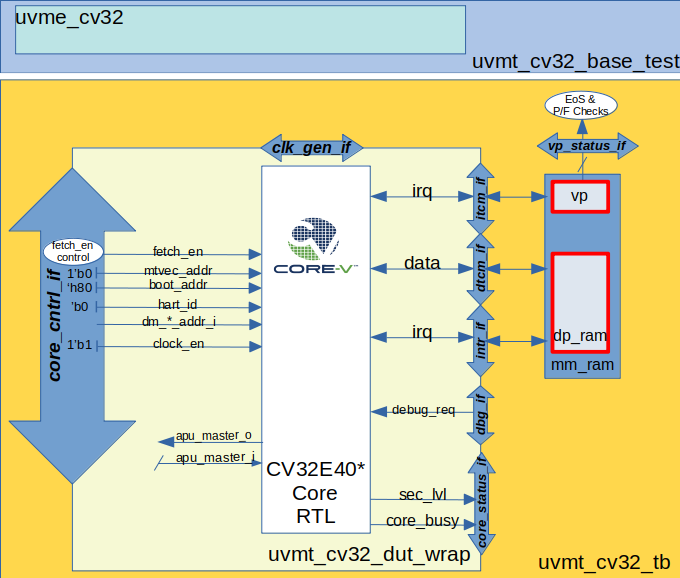 uvme_cv32
uvmt_cv32_base_test
EoS &
P/F Checks
clk_gen_if
vp_status_if
irq
itcm_if
vp
fetch_en
control
fetch_en
1'b0
mtvec_addr
'h80
boot_addr
'b0
hart_id
dm_*_addr_i
1'b1
clock_en
core_cntrl_if
CORE-V
data
dtcm_if
irq
intr_if
dp_ram
mm_ram
debug_req
dbg_if
apu_master_o
apu_master_i
CV32E40*
Core
RTL
sec_lvl
core_busy
core_status_if
uvmt_cv32_dut_wrap
uvmt_cv32_tb